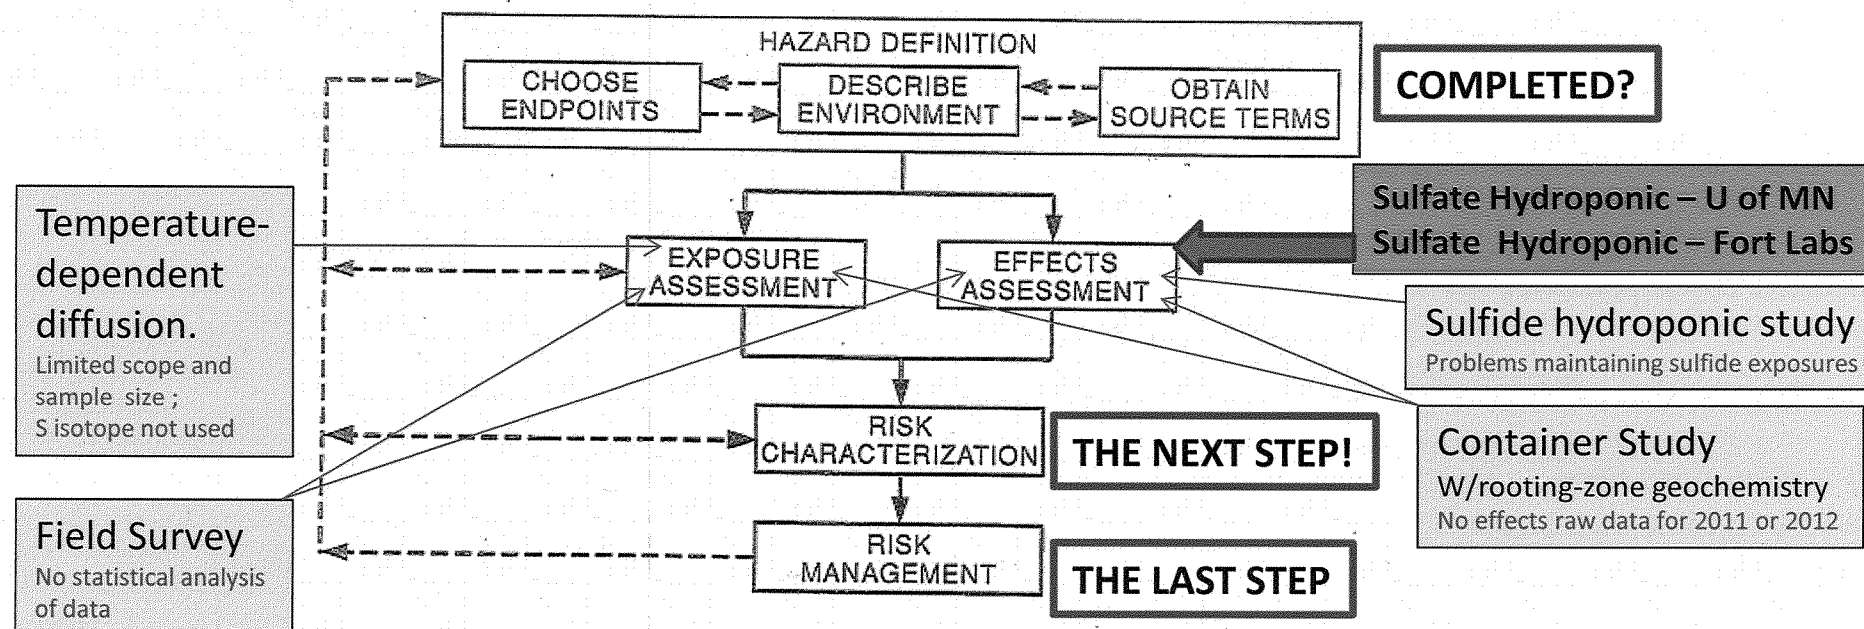 HAZARD DEFINITION
CHOOSE
ENDPOINTS
DESCRIBE
ENVIRONMENT
OBTAIN
SOURCE TERMS
COMPLETED?
Temperature-
dependent
diffusion.
Limited scope and
sample size ;
S isotope not used
EXPOSURE
ASSESSMENT
EFFECTS
ASSESSMENT
Sulfate Hydroponic – U of MN
Sulfate Hydroponic – Fort Labs
Sulfide hydroponic study
Problems maintaining sulfide exposures
RISK
CHARACTERIZATION
THE NEXT STEP!
Container Study
W/rooting-zone geochemistry
No effects raw data for 2011 or 2012
Field Survey
No statistical analysis
of data
RISK
MANAGEMENT
THE LAST STEP